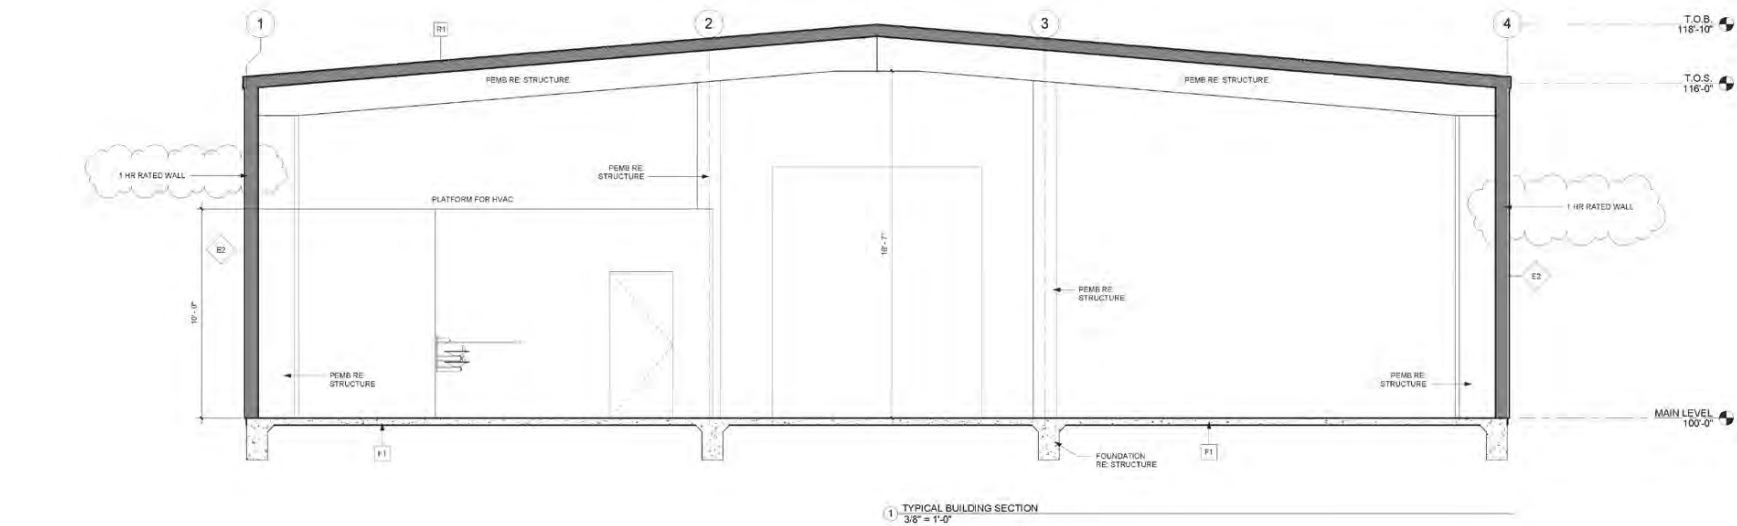 1
2
3
4
R1
T.O.B.
118'-10"
T.O.S.
116'-0"
PEMB RE: STRUCTURE
PEMB RE: STRUCTURE
1 HR RATED WALL
PEMB RE:
STRUCTURE
PLATFORM FOR HVAC
1 HR RATED WALL
E2
E2
10'- 0"
PEMB RE:
STRUCTURE
PEMB RE:
STRUCTURE
PEMB RE:
STRUCTURE
MAIN LEVEL
100'-0"
F1
F1
FOUNDATION
RE: STRUCTURE
1
TYPICAL BUILDING SECTION
3/8" = 1'-0"